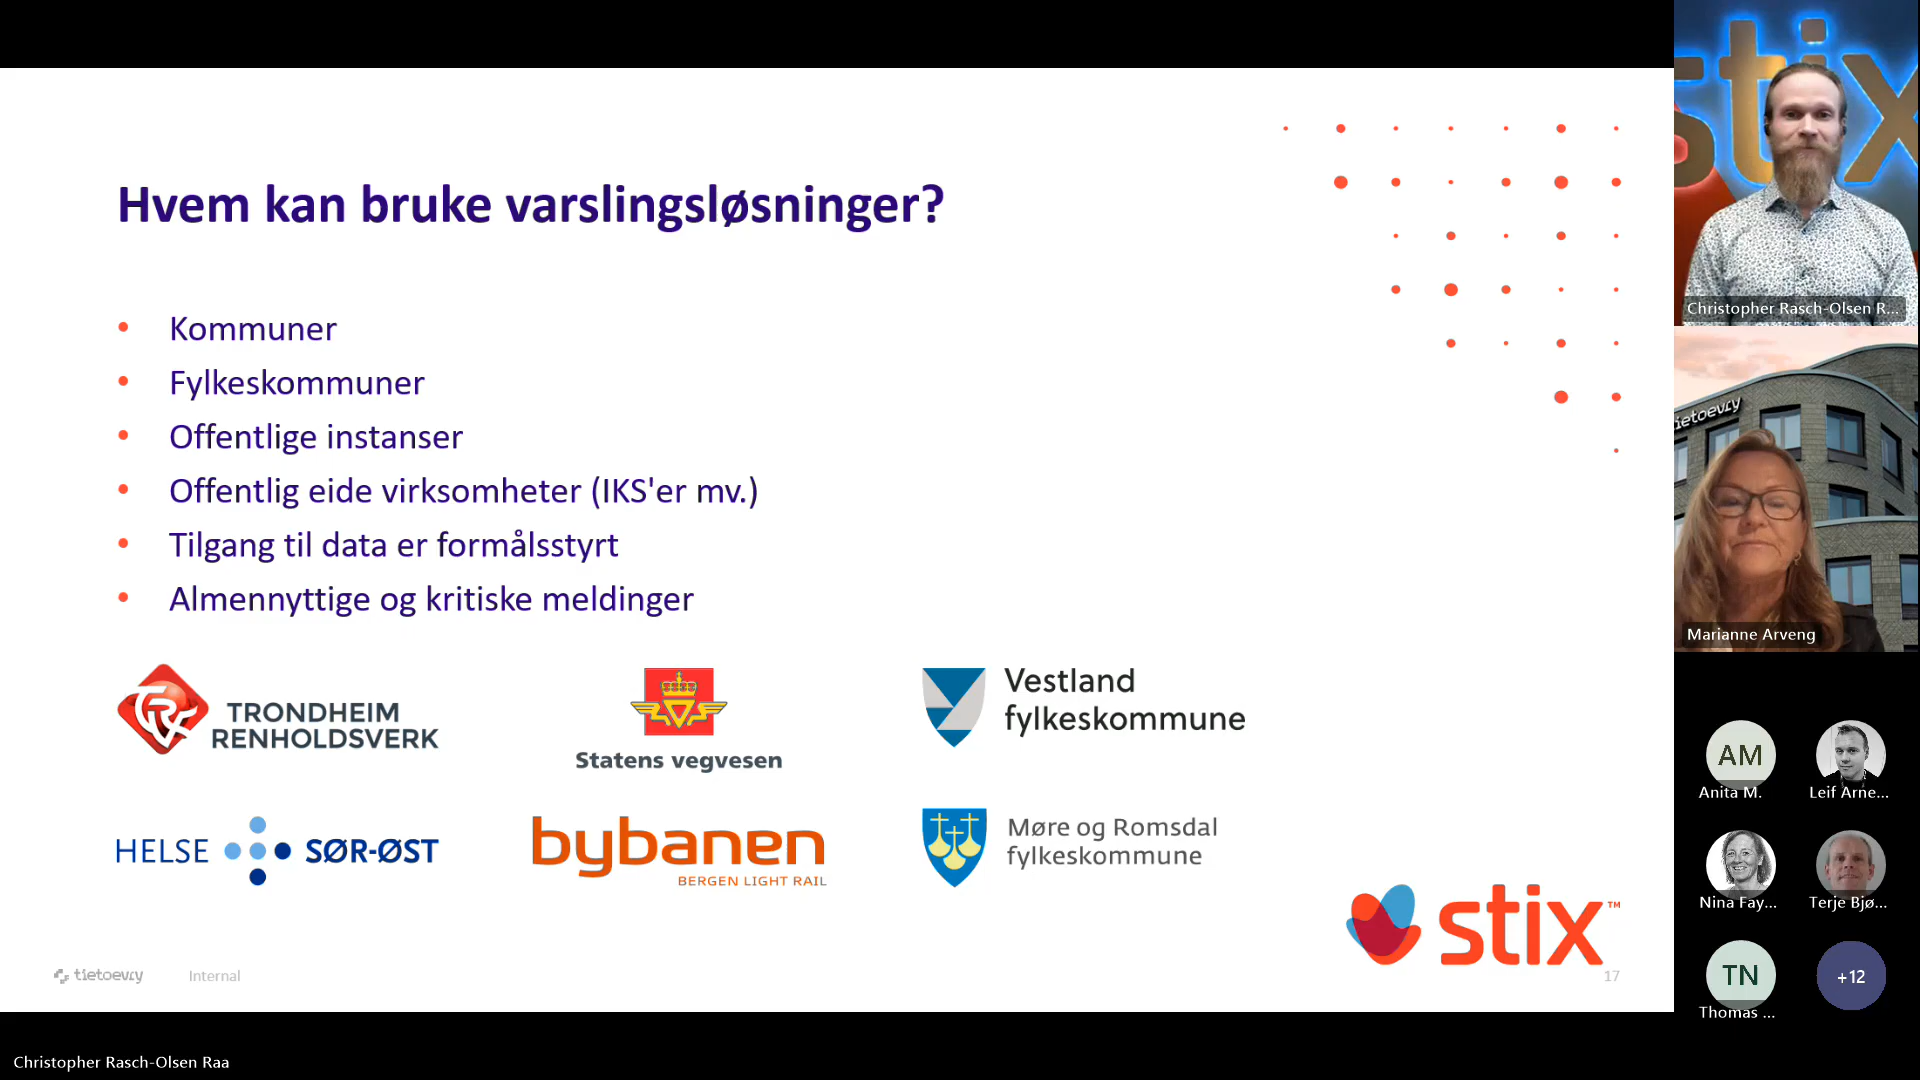 Hvem kan bruke varslingsløsninger?
• Kommuner
• Fylkeskommuner
• Offentlige instanser
• Offentlig eide virksomheter (IKS'er mv.)
• Tilgang til data er formålsstyrt
• Almennyttige og kritiske meldinger
TRONDHEIM
RENHOLDSVERK
Statens vegvesen
Vestland
fylkeskommune
HELSE SØR-ØST
bybanen
BERGEN LIGHT RAIL
Møre og Romsdal
fylkeskommune
stix™
tietoevry
Internal
17
stix
Christopher Rasch-Olsen R...
tietoevry
Marianne Arveng
AM
Anita M.
Leif Arne...
Nina Fay...
Terje Bjø...
TN
Thomas ...
+12
Christopher Rasch-Olsen Raa